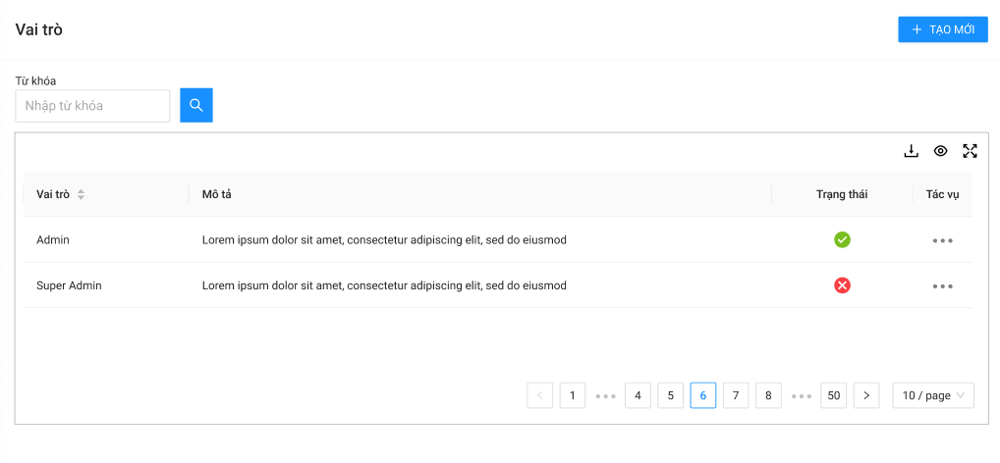 Vai trò
TẠO MỚI
Từ khóa
Nhập từ khóa
Vai trò Mô tả Trạng thái Tác vụ
Admin Lorem ipsum dolor sit amet, consectetur adipiscing elit, sed do eiusmod
Super Admin Lorem ipsum dolor sit amet, consectetur adipiscing elit, sed do eiusmod
1 ••• 4 5 6 7 8 ••• 50 10 / page